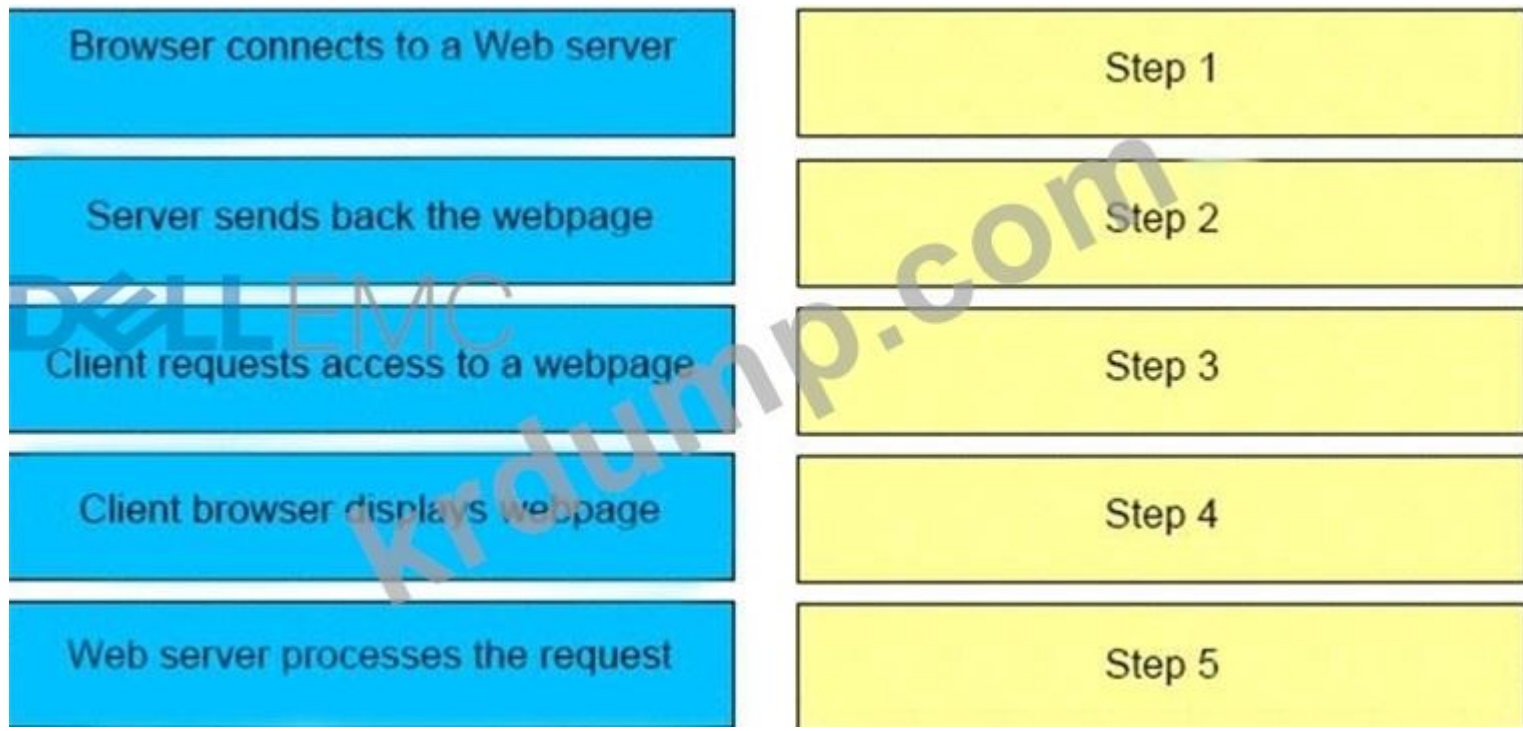 Browser connects to a Web server
Step 1
Server sends back the webpage
Step 2
DELL EMC
Client requests access to a webpage
Step 3
krdump.com
Client browser displays webpage
Step 4
Web server processes the request
Step 5